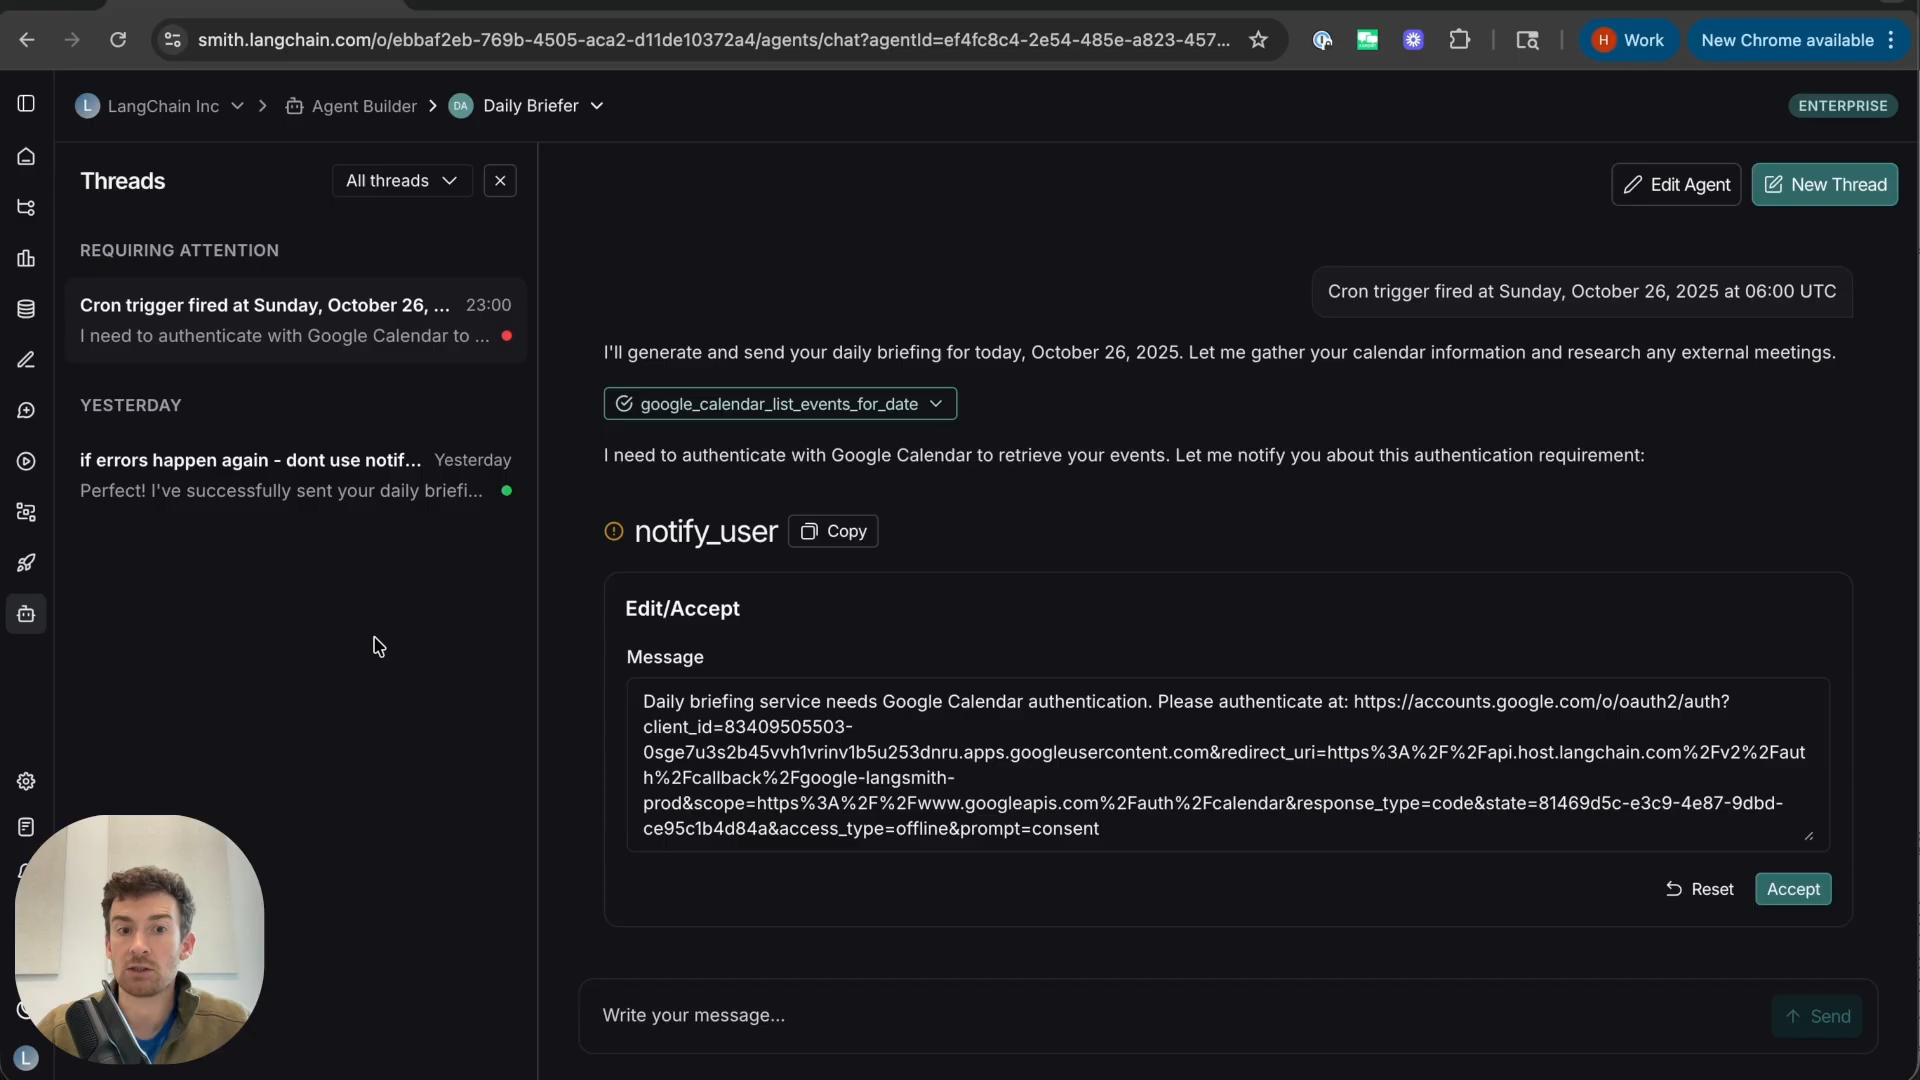 smith.langchain.com/o/ebbaf2eb-769b-4505-aca2-d11de10372a4/agents/chat?agentId=ef4fc8c4-2e54-485e-a823-457...
H Work
New Chrome available
L LangChain Inc
Agent Builder
DA Daily Briefer
ENTERPRISE
Threads
All threads
Edit Agent
New Thread
REQUIRING ATTENTION
Cron trigger fired at Sunday, October 26, ... 23:00
I need to authenticate with Google Calendar to ...
YESTERDAY
if errors happen again - dont use notif... Yesterday
Perfect! I've successfully sent your daily briefi...
Cron trigger fired at Sunday, October 26, 2025 at 06:00 UTC
I'll generate and send your daily briefing for today, October 26, 2025. Let me gather your calendar information and research any external meetings.
google_calendar_list_events_for_date
I need to authenticate with Google Calendar to retrieve your events. Let me notify you about this authentication requirement:
notify_user
Copy
Edit/Accept
Message
Daily briefing service needs Google Calendar authentication. Please authenticate at: https://accounts.google.com/o/oauth2/auth?
client_id=83409505503-
0sge7u3s2b45vvh1vrinv1b5u253dnru.apps.googleusercontent.com&redirect_uri=https%3A%2F%2Fapi.host.langchain.com%2Fv2%2Faut
h%2Fcallback%2Fgoogle-langsmith-
prod&scope=https%3A%2F%2Fwww.googleapis.com%2Fauth%2Fcalendar&response_type=code&state=81469d5c-e3c9-4e87-9dbd-
ce95c1b4d84a&access_type=offline&prompt=consent
Reset
Accept
Write your message...
Send
L